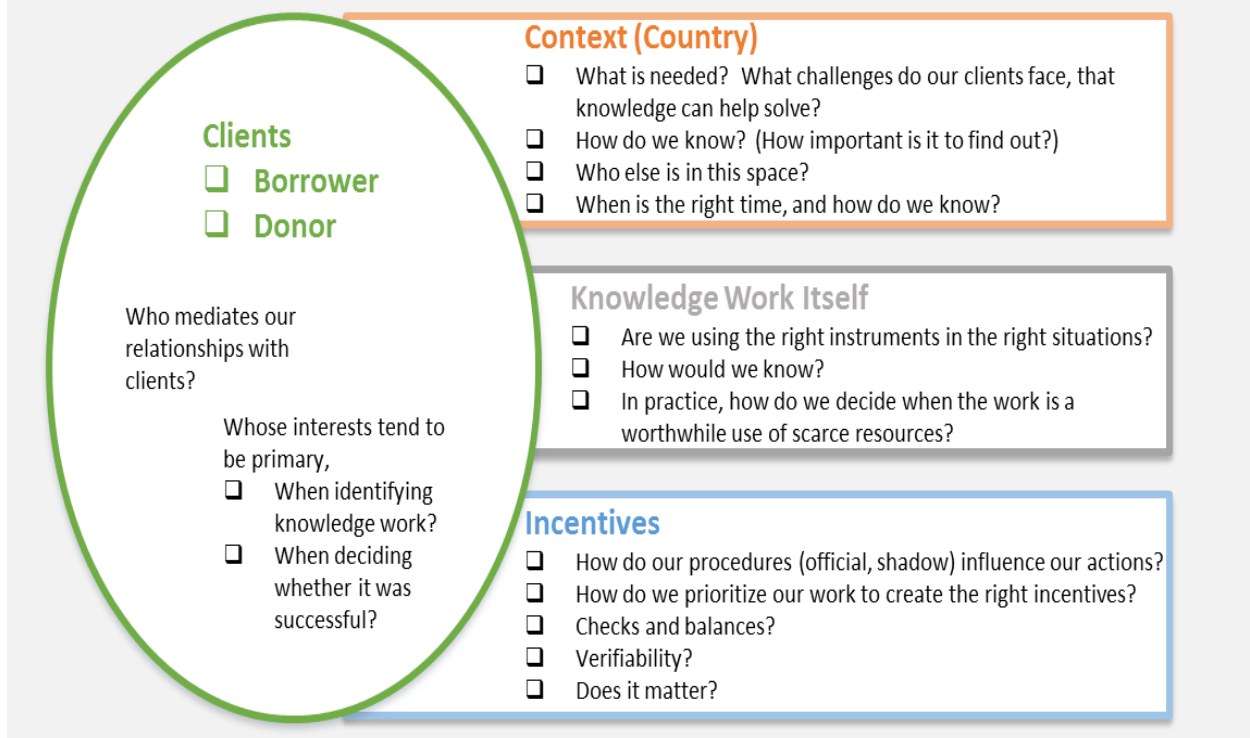 Clients
❑ Borrower
❑ Donor
Who mediates our
relationships with
clients?
Whose interests tend to
be primary,
❑ When identifying
knowledge work?
❑ When deciding
whether it was
successful?
Context (Country)
❑ What is needed?  What challenges do our clients face, that
knowledge can help solve?
❑ How do we know?  (How important is it to find out?)
❑ Who else is in this space?
❑ When is the right time, and how do we know?
Knowledge Work Itself
❑ Are we using the right instruments in the right situations?
❑ How would we know?
❑ In practice, how do we decide when the work is a
worthwhile use of scarce resources?
Incentives
❑ How do our procedures (official, shadow) influence our actions?
❑ How do we prioritize our work to create the right incentives?
❑ Checks and balances?
❑ Verifiability?
❑ Does it matter?